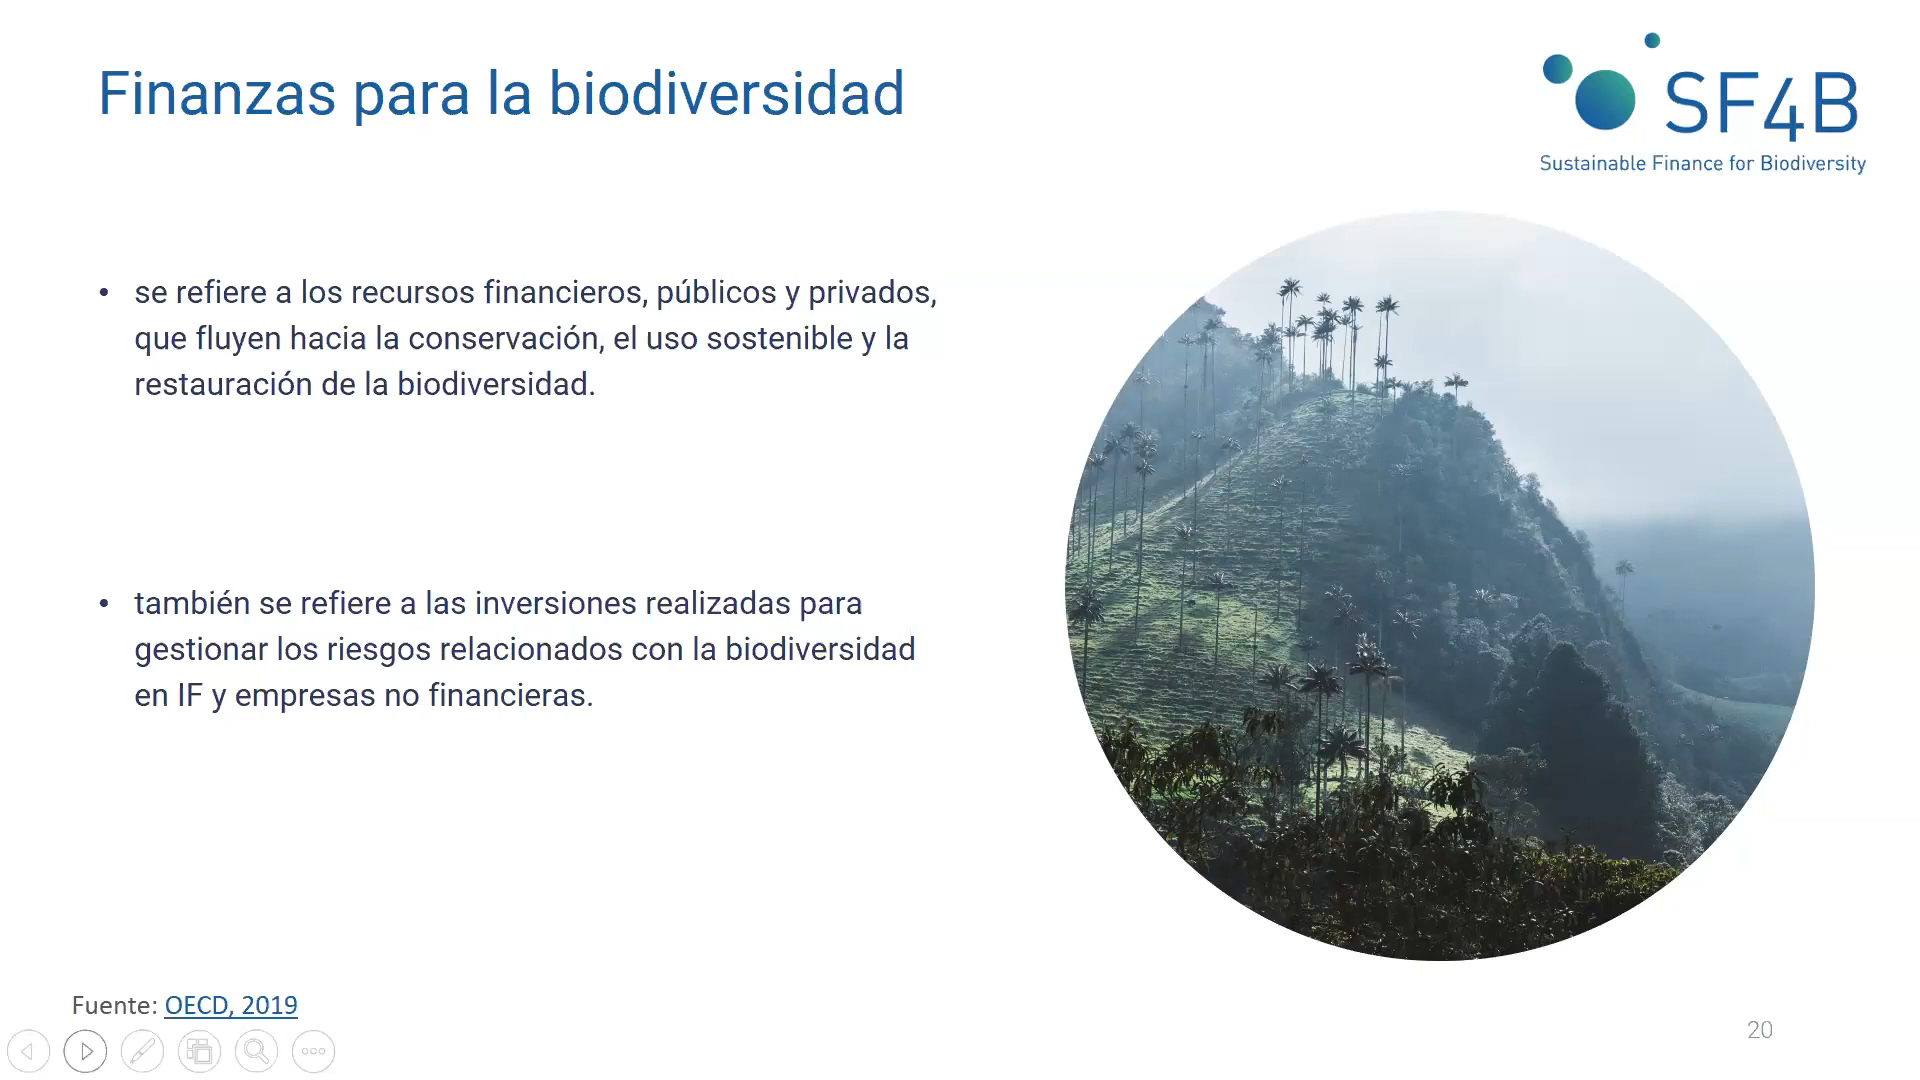 Finanzas para la biodiversidad
SF4B
Sustainable Finance for Biodiversity
• se refiere a los recursos financieros, públicos y privados,
que fluyen hacia la conservación, el uso sostenible y la
restauración de la biodiversidad.
• también se refiere a las inversiones realizadas para
gestionar los riesgos relacionados con la biodiversidad
en IF y empresas no financieras.
Fuente: OECD, 2019
20